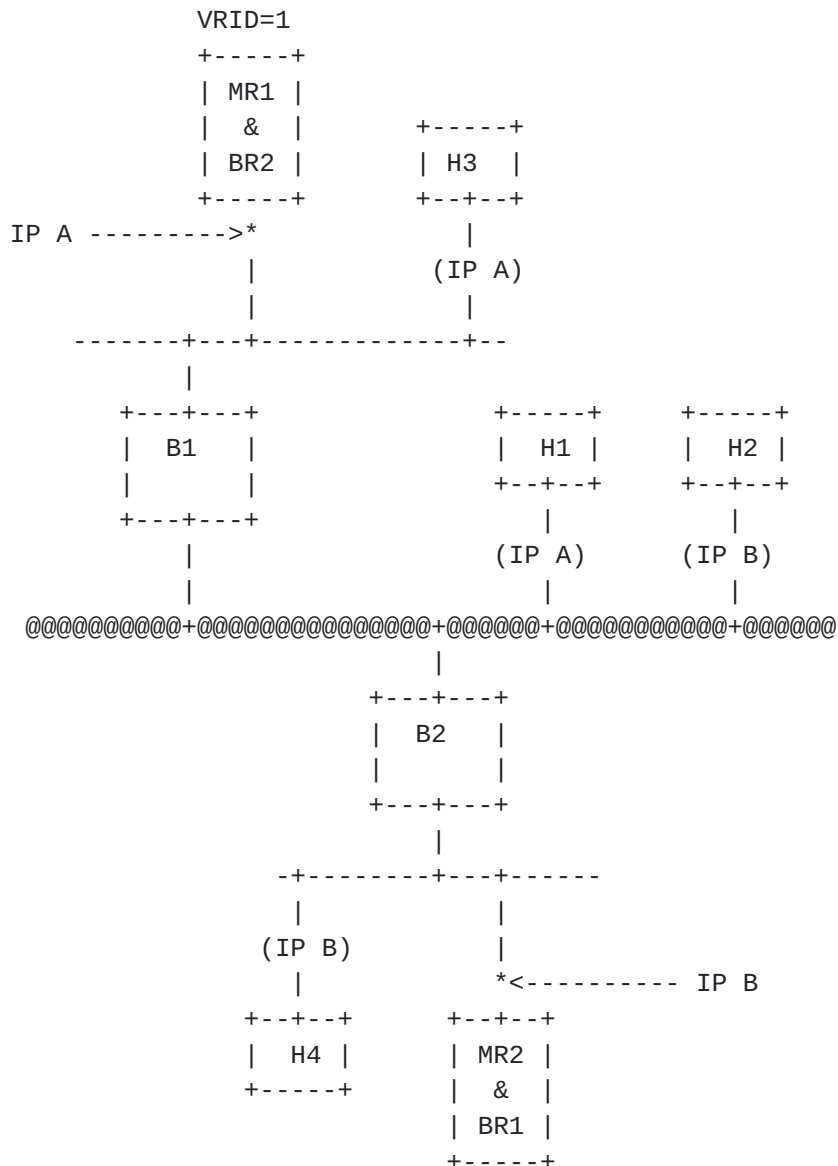 VRID=1
+-----+
| MR1 |
|  &  |       +-----+
| BR2 |       | H3  |
+-----+       +--+--+
IP A --------->*              |
|            (IP A)
|              |
-------+---+--------------+--
|
+---+---+                +-----+      +-----+
|  B1   |                |  H1 |      |  H2 |
|       |                +--+--+      +--+--+
+---+---+                   |            |
|                    (IP A)      (IP B)
|                       |            |
@@@@@@@@@@+@@@@@@@@@@@@@@@+@@@@@@+@@@@@@@@@@@+@@@@@@
|
+---+---+
|  B2   |
|       |
+---+---+
|
-+--------+---+------
|            |
(IP B)          |
|            *<---------- IP B
+--+--+      +--+--+
|  H4 |      | MR2 |
+-----+      |  &  |
| BR1 |
+-----+